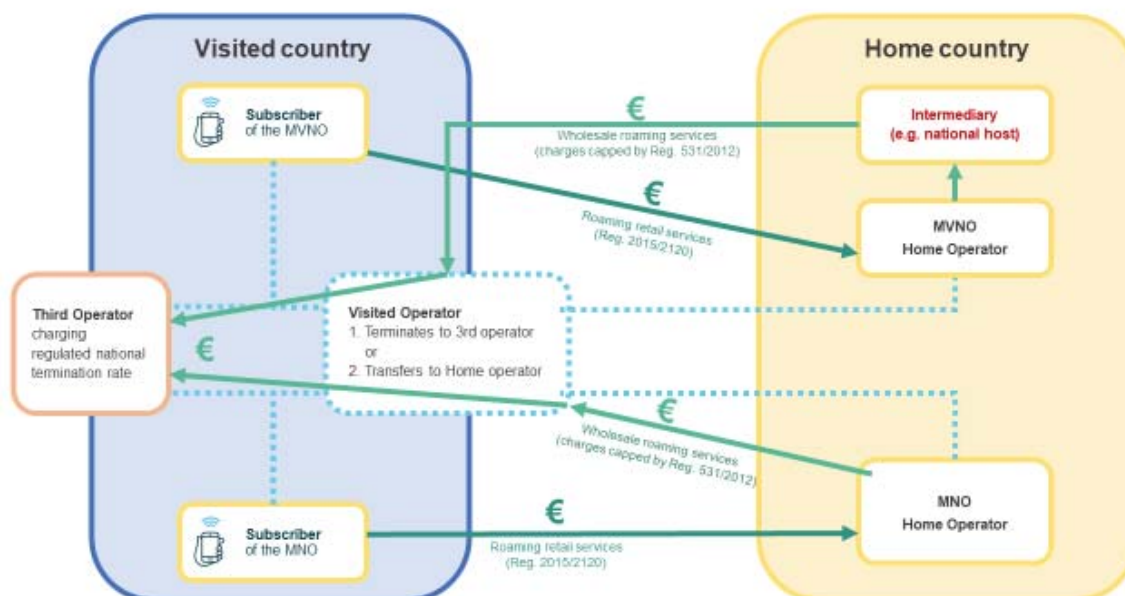 Visited country
Home country
Subscriber
of the MVNO
€
Wholesale roaming services
(charges capped by Reg. 531/2012)
Intermediary
(e.g. national host)
€
Roaming retail services
(Reg. 2015/2120)
MVNO
Home Operator
Third Operator
charging
regulated national
termination rate
€
Visited Operator
1. Terminates to 3rd operator
or
2. Transfers to Home operator
€
Wholesale roaming services
(charges capped by Reg. 531/2012)
MNO
Home Operator
Subscriber
of the MNO
€
Roaming retail services
(Reg. 2015/2120)